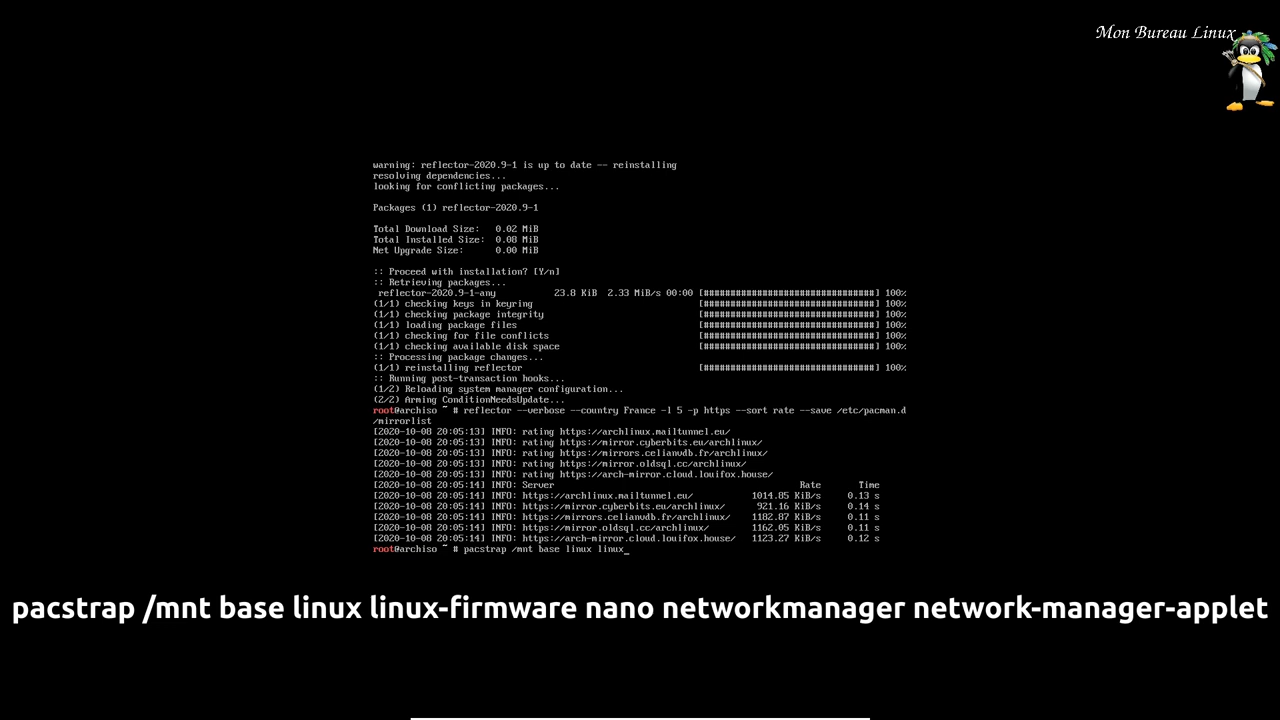 Mon Bureau Linux
warning: reflector-2020.9-1 is up to date -- reinstalling
resolving dependencies...
looking for conflicting packages...
Packages (1) reflector-2020.9-1
Total Download Size:   0.02 MiB
Total Installed Size:  0.08 MiB
Net Upgrade Size:      0.00 MiB
:: Proceed with installation? [Y/n]
:: Retrieving packages...
reflector-2020.9-1-any           23.8 KiB  2.33 MiB/s 00:00 [################################] 100%
(1/1) checking keys in keyring                               [################################] 100%
(1/1) checking package integrity                             [################################] 100%
(1/1) loading package files                                  [################################] 100%
(1/1) checking for file conflicts                            [################################] 100%
(1/1) checking available disk space                          [################################] 100%
:: Processing package changes...
(1/1) reinstalling reflector                                 [################################] 100%
:: Running post-transaction hooks...
(1/2) Reloading system manager configuration...
(2/2) Arming ConditionNeedsUpdate...
root@archiso ~ # reflector --verbose --country France -l 5 -p https --sort rate --save /etc/pacman.d
/mirrorlist
[2020-10-08 20:05:13] INFO: rating https://archlinux.mailtunnel.eu/
[2020-10-08 20:05:13] INFO: rating https://mirror.cyberbits.eu/archlinux/
[2020-10-08 20:05:13] INFO: rating https://mirrors.celianvdb.fr/archlinux/
[2020-10-08 20:05:13] INFO: rating https://mirror.oldsql.cc/archlinux/
[2020-10-08 20:05:13] INFO: rating https://arch-mirror.cloud.louifox.house/
[2020-10-08 20:05:14] INFO: Server                                              Rate       Time
[2020-10-08 20:05:14] INFO: https://archlinux.mailtunnel.eu/           1014.85 KiB/s     0.13 s
[2020-10-08 20:05:14] INFO: https://mirror.cyberbits.eu/archlinux/      921.16 KiB/s     0.14 s
[2020-10-08 20:05:14] INFO: https://mirrors.celianvdb.fr/archlinux/    1182.87 KiB/s     0.11 s
[2020-10-08 20:05:14] INFO: https://mirror.oldsql.cc/archlinux/        1162.05 KiB/s     0.11 s
[2020-10-08 20:05:14] INFO: https://arch-mirror.cloud.louifox.house/   1123.27 KiB/s     0.12 s
root@archiso ~ # pacstrap /mnt base linux linux_
pacstrap /mnt base linux linux-firmware nano networkmanager network-manager-applet